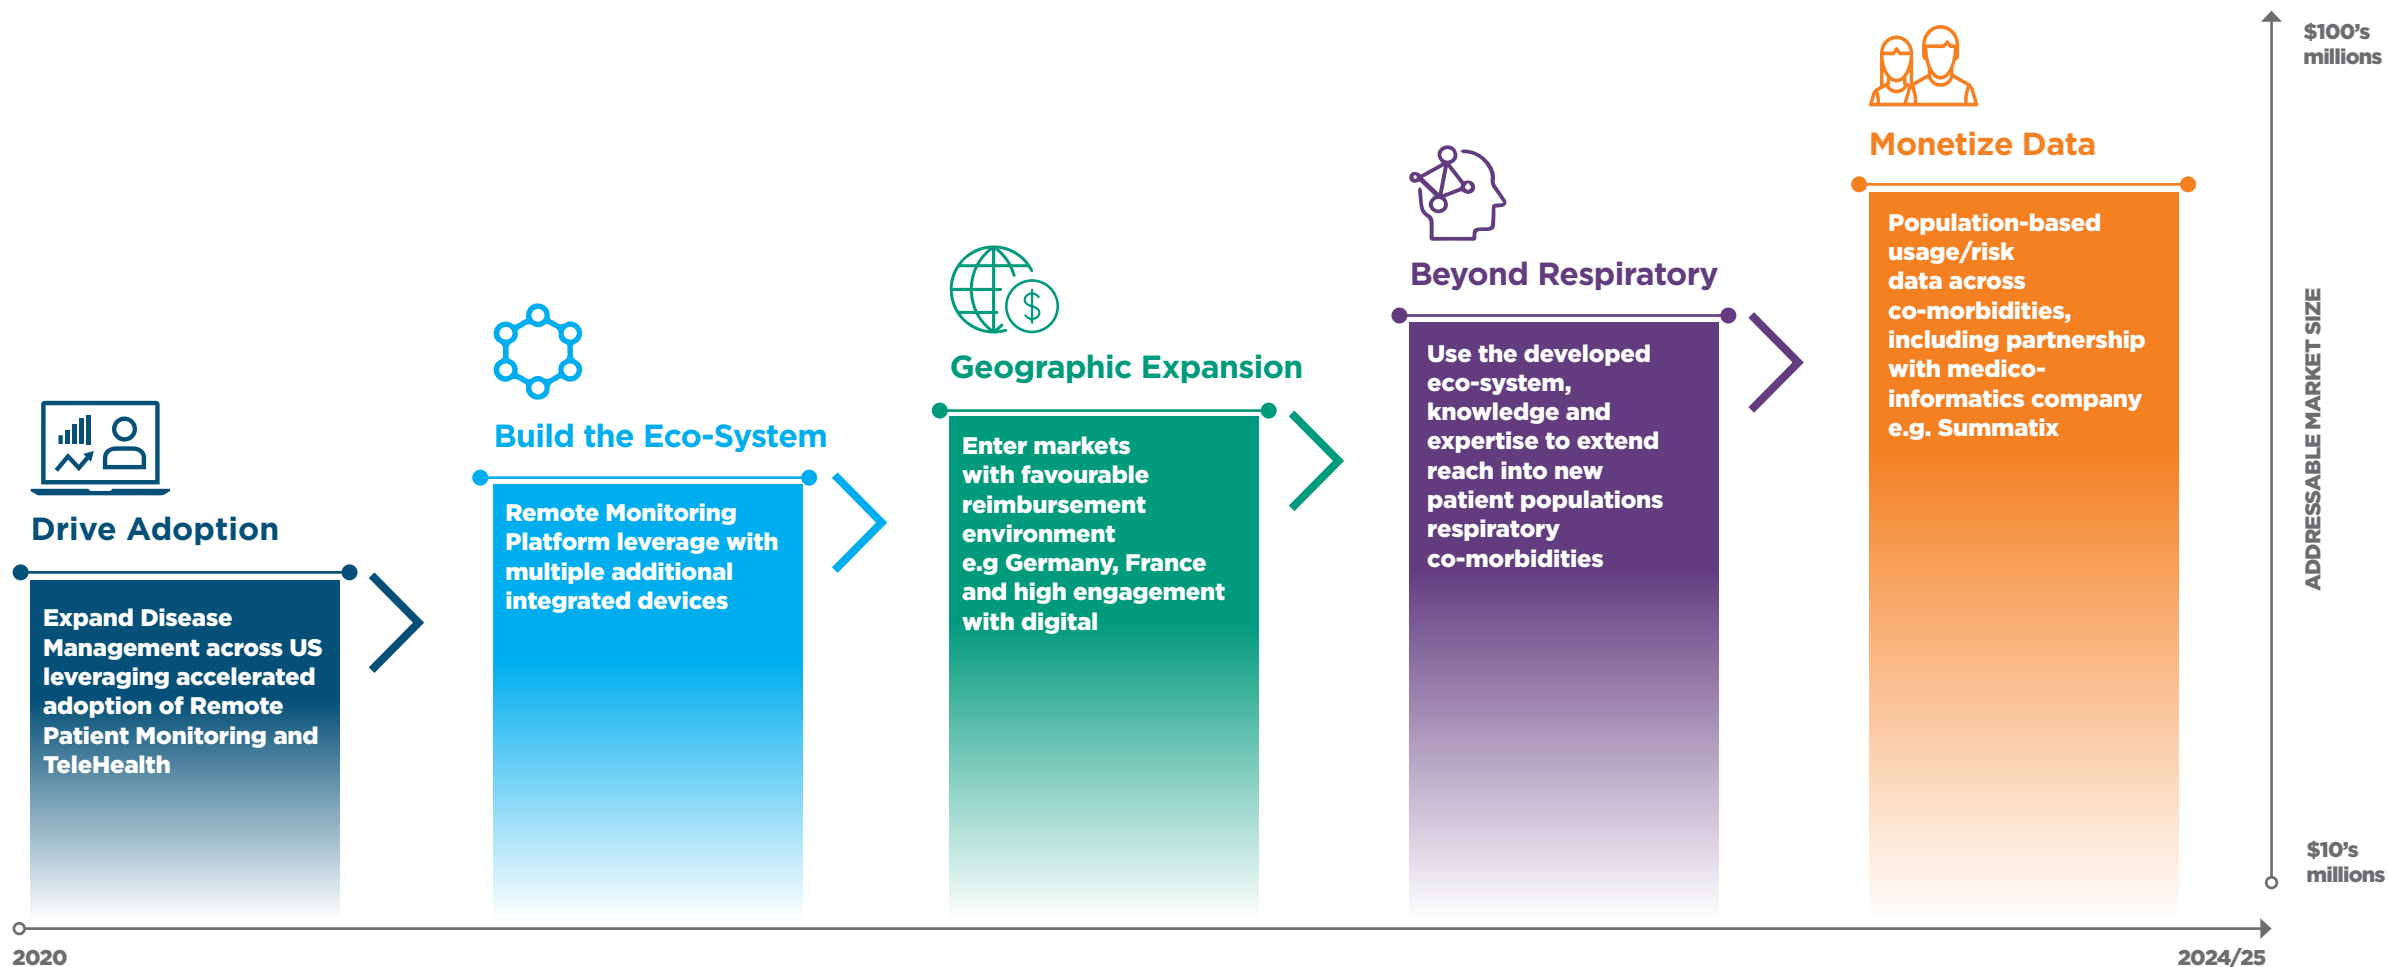 Drive Adoption
Expand Disease
Management across US
leveraging accelerated
adoption of Remote
Patient Monitoring and
TeleHealth
Build the Eco-System
Remote Monitoring
Platform leverage with
multiple additional
integrated devices
$
Geographic Expansion
Enter markets
with favourable
reimbursement
environment
e.g Germany, France
and high engagement
with digital
Beyond Respiratory
Use the developed
eco-system,
knowledge and
expertise to extend
reach into new
patient populations
respiratory
co-morbidities
Monetize Data
Population-based
usage/risk
data across
co-morbidities,
including partnership
with medico-
informatics company
e.g. Summatix
$100's
millions
ADDRESSABLE MARKET SIZE
$10's
millions
2020
2024/25